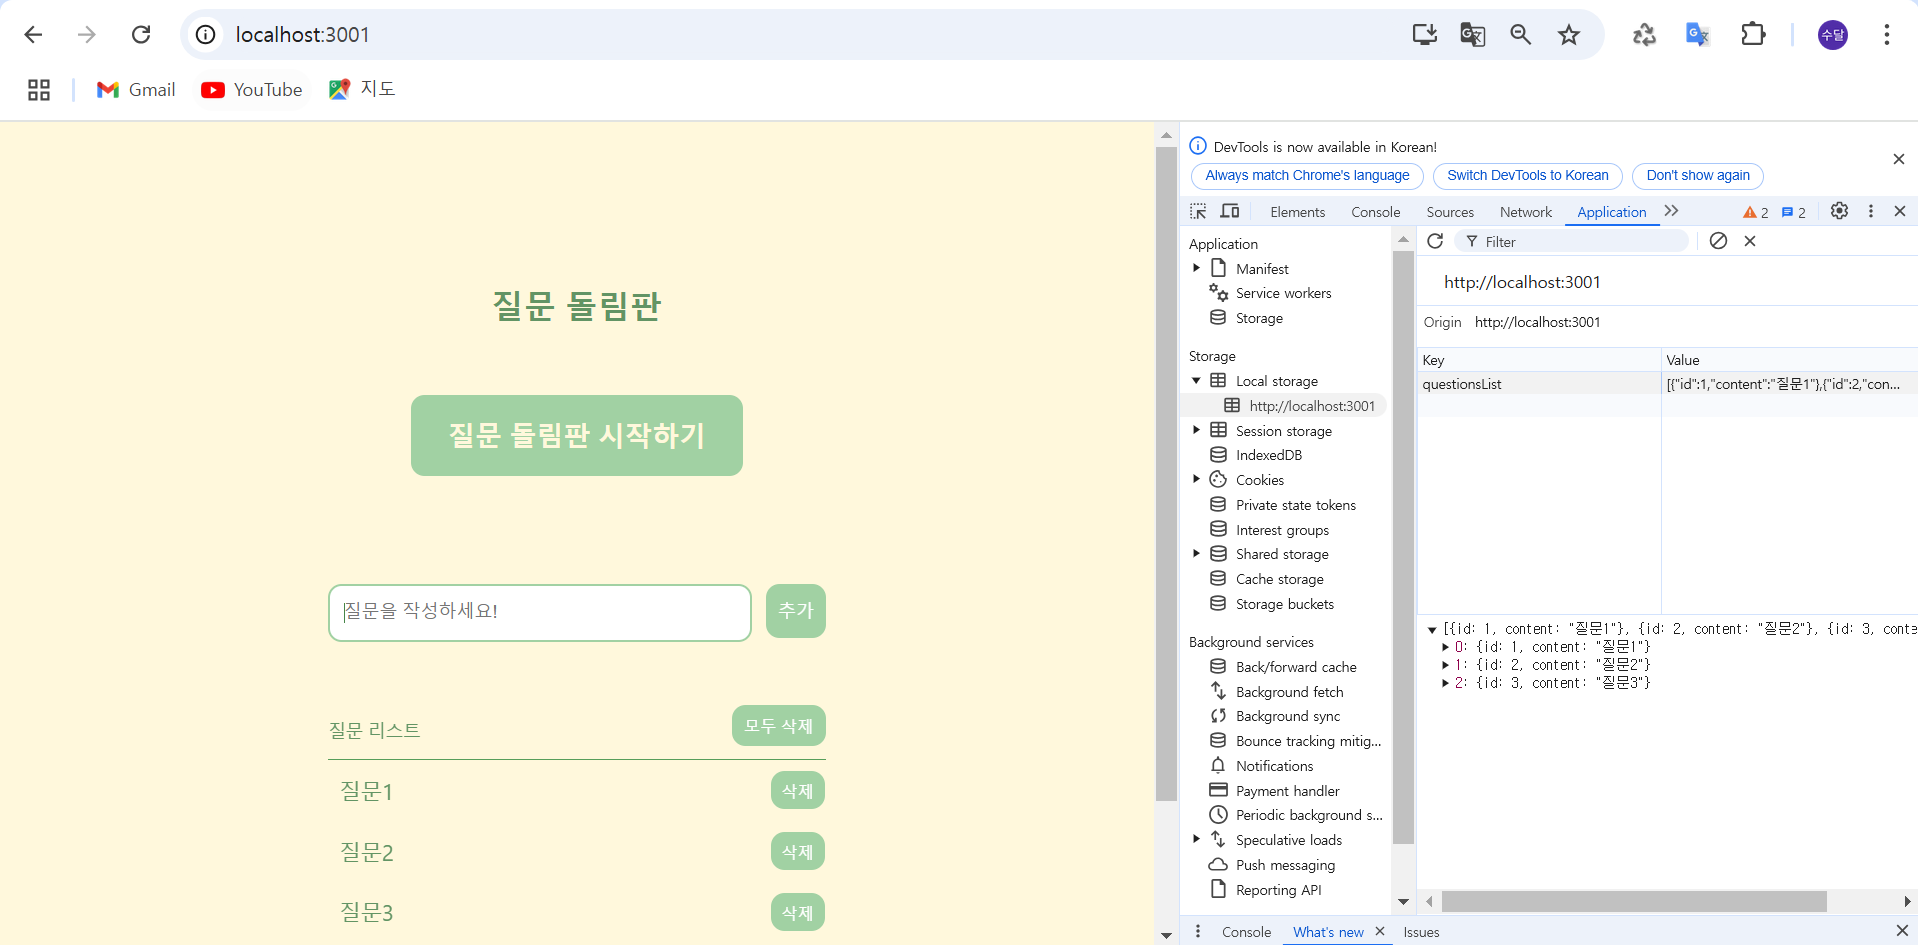 localhost:3001
수달
Gmail
YouTube
지도
질문 돌림판
질문 돌림판 시작하기
질문을 작성하세요!
추가
질문 리스트
모두 삭제
질문1
삭제
질문2
삭제
질문3
삭제
DevTools is now available in Korean!
Always match Chrome's language
Switch DevTools to Korean
Don't show again
Elements
Console
Sources
Network
Application
2
2
Application
Manifest
Service workers
Storage
Storage
Local storage
http://localhost:3001
Session storage
IndexedDB
Cookies
Private state tokens
Interest groups
Shared storage
Cache storage
Storage buckets
Background services
Back/forward cache
Background fetch
Background sync
Bounce tracking mitig...
Notifications
Payment handler
Periodic background s...
Speculative loads
Push messaging
Reporting API
Filter
http://localhost:3001
Origin http://localhost:3001
Key Value
questionsList [{"id":1,"content":"질문1"},{"id":2,"con...
[{id: 1, content: "질문1"}, {id: 2, content: "질문2"}, {id: 3, conte
0: {id: 1, content: "질문1"}
1: {id: 2, content: "질문2"}
2: {id: 3, content: "질문3"}
Console
What's new
Issues